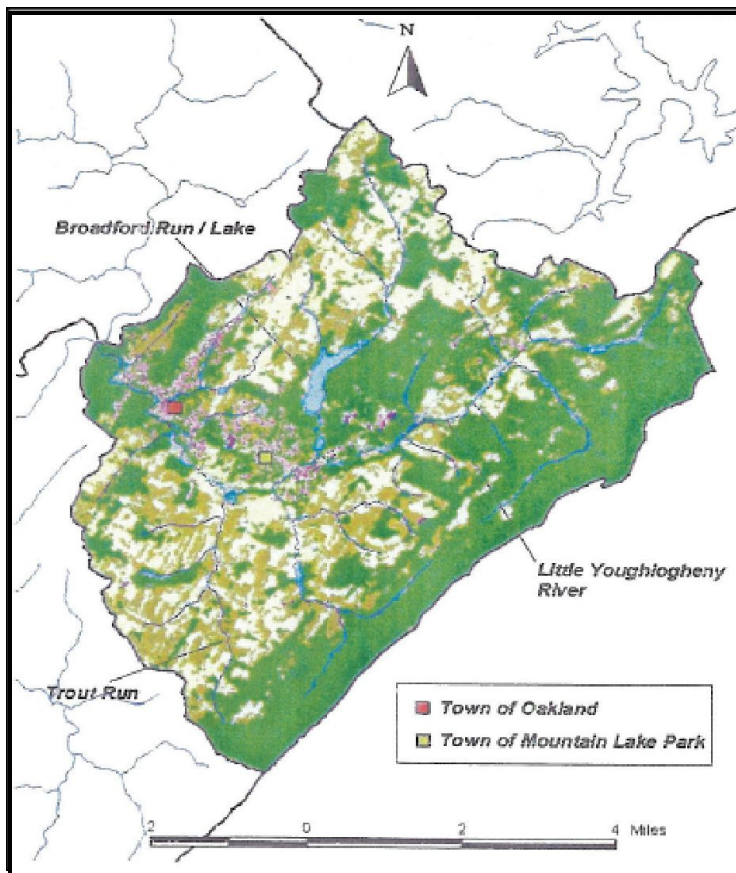 N
Broadford Run / Lake
Little Youghiogheny
River
Trout Run
Town of Oakland
Town of Mountain Lake Park
2 0 2 4 Miles